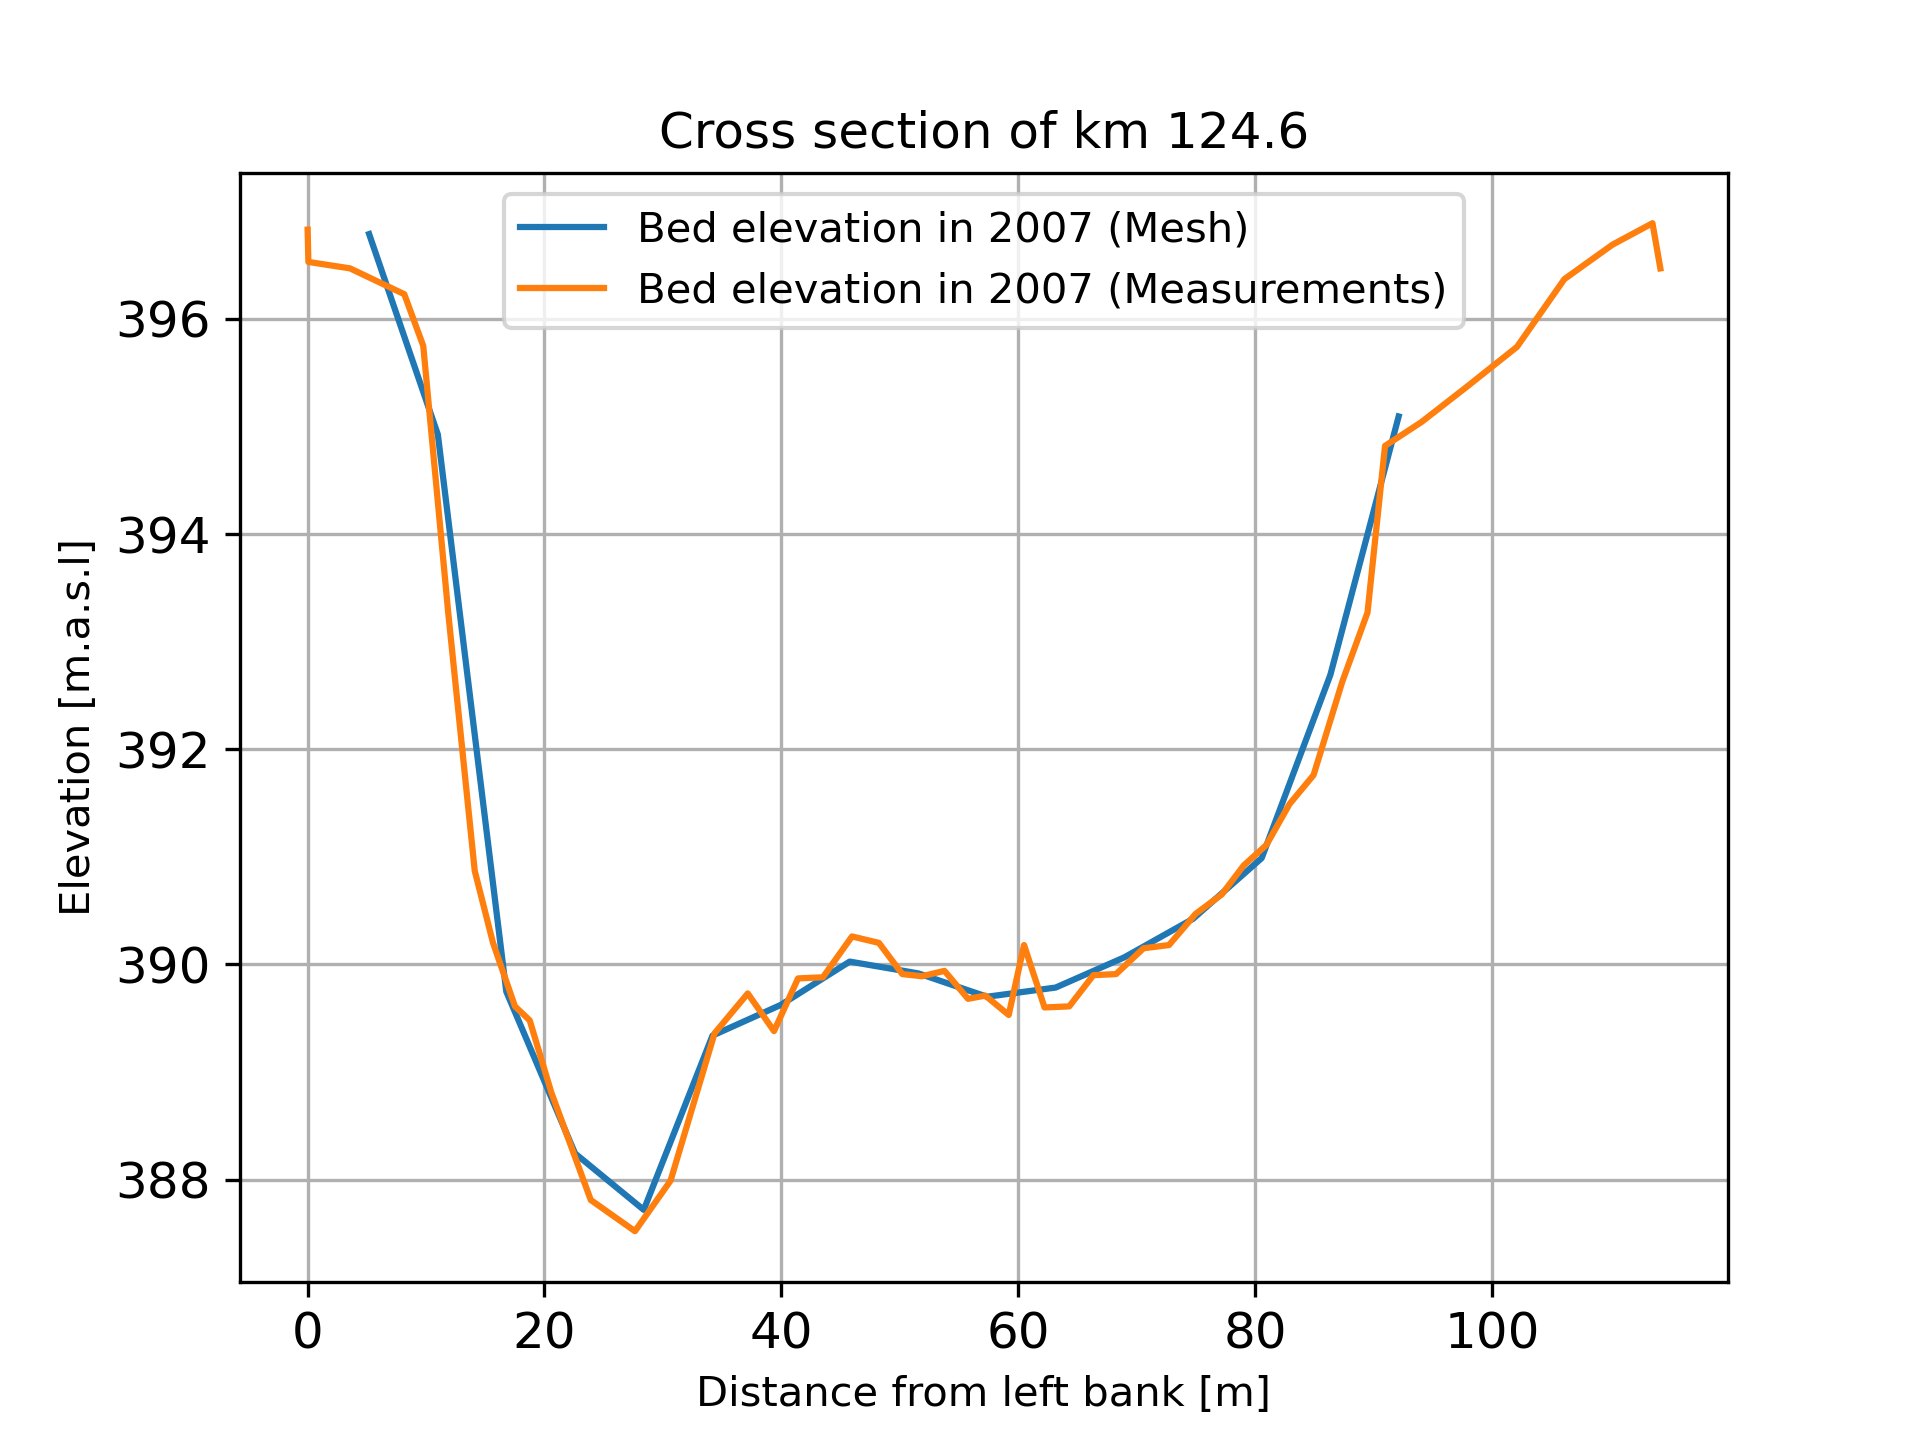 Cross section of km 124.6
Bed elevation in 2007 (Mesh)
Bed elevation in 2007 (Measurements)
Elevation [m.a.s.l]
396
394
392
390
388
0 20 40 60 80 100
Distance from left bank [m]